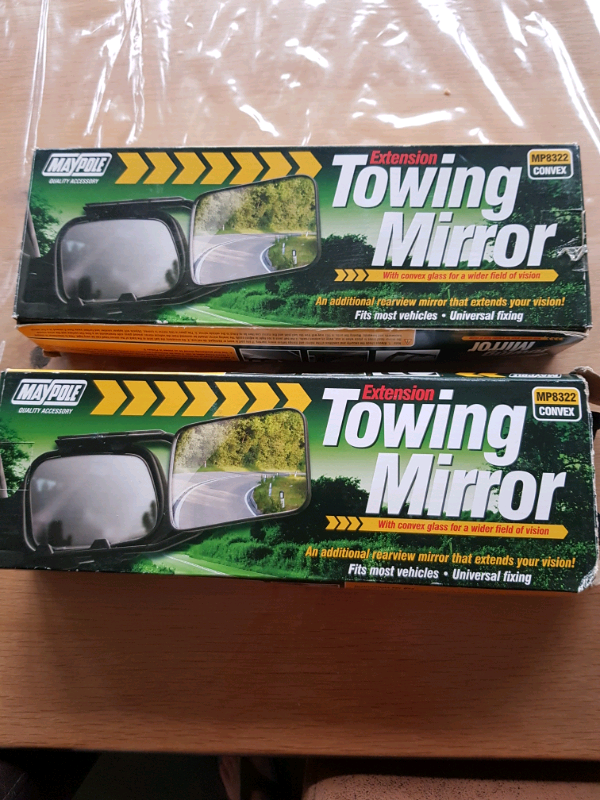 MAYPOLE
QUALITY ACCESSORY
Extension
Towing
Mirror
MP8322
CONVEX
With convex glass for a wider field of vision
An additional rearview mirror that extends your vision!
Fits most vehicles • Universal fixing
MIRROR
MAYPOLE
QUALITY ACCESSORY
Extension
Towing
Mirror
MP8322
CONVEX
With convex glass for a wider field of vision
An additional rearview mirror that extends your vision!
Fits most vehicles • Universal fixing